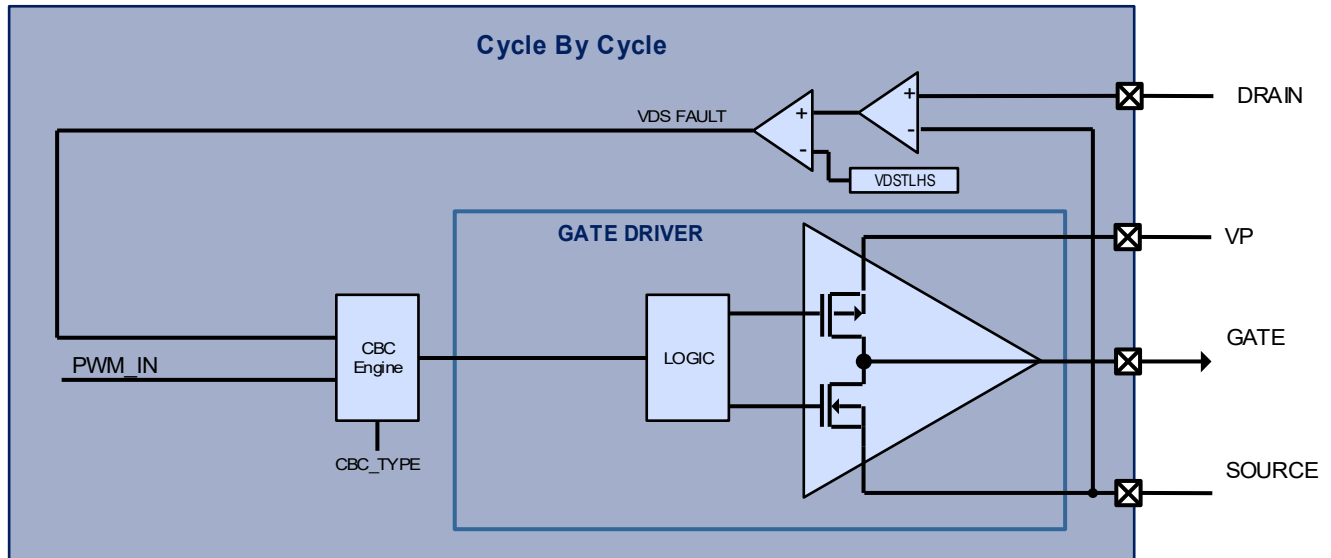 Cycle By Cycle
DRAIN
+
-
+
-
VDS FAULT
VDSTLHS
GATE DRIVER
VP
CBC
Engine
LOGIC
GATE
PWM_IN
CBC_TYPE
SOURCE